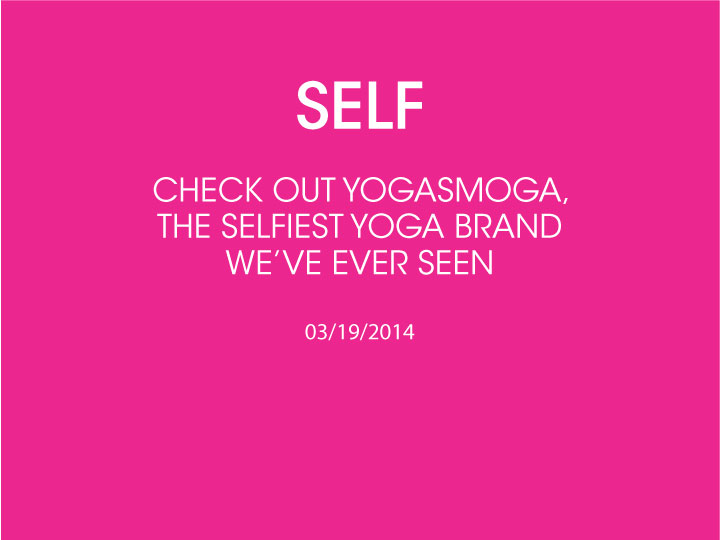 SELF
CHECK OUT YOGASMOGA,
THE SELFIEST YOGA BRAND
WE'VE EVER SEEN
03/19/2014